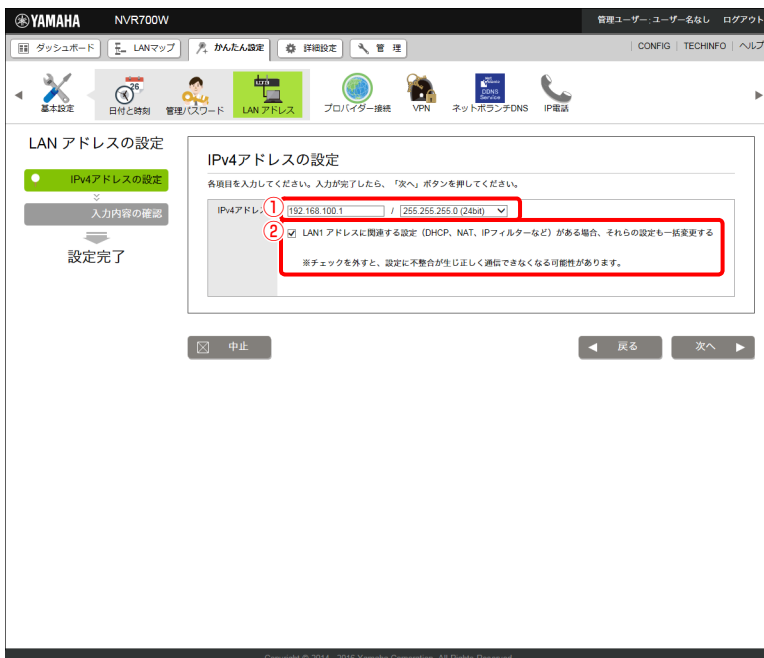 YAMAHA NVR700W 管理ユーザー:ユーザー名なし ログアウト
ダッシュボード LANマップ かんたん設定 詳細設定 管 理 CONFIG | TECHINFO | ヘルプ
基本設定 26 日付と時刻 管理パスワード LAN アドレス プロバイダー接続 VPN DDNS Service ネットボランチDNS IP電話
LAN アドレスの設定
IPv4アドレスの設定
入力内容の確認
設定完了
IPv4アドレスの設定
各項目を入力してください。入力が完了したら、「次へ」ボタンを押してください。
IPv4アドレス ① 192.168.100.1 / 255.255.255.0 (24bit)
② LAN1 アドレスに関連する設定（DHCP、NAT、IPフィルターなど）がある場合、それらの設定も一括変更する
※チェックを外すと、設定に不整合が生じ正しく通信できなくなる可能性があります。
中止 戻る 次へ
Copyright © 2014 - 2016 Yamaha Corporation. All Rights Reserved.